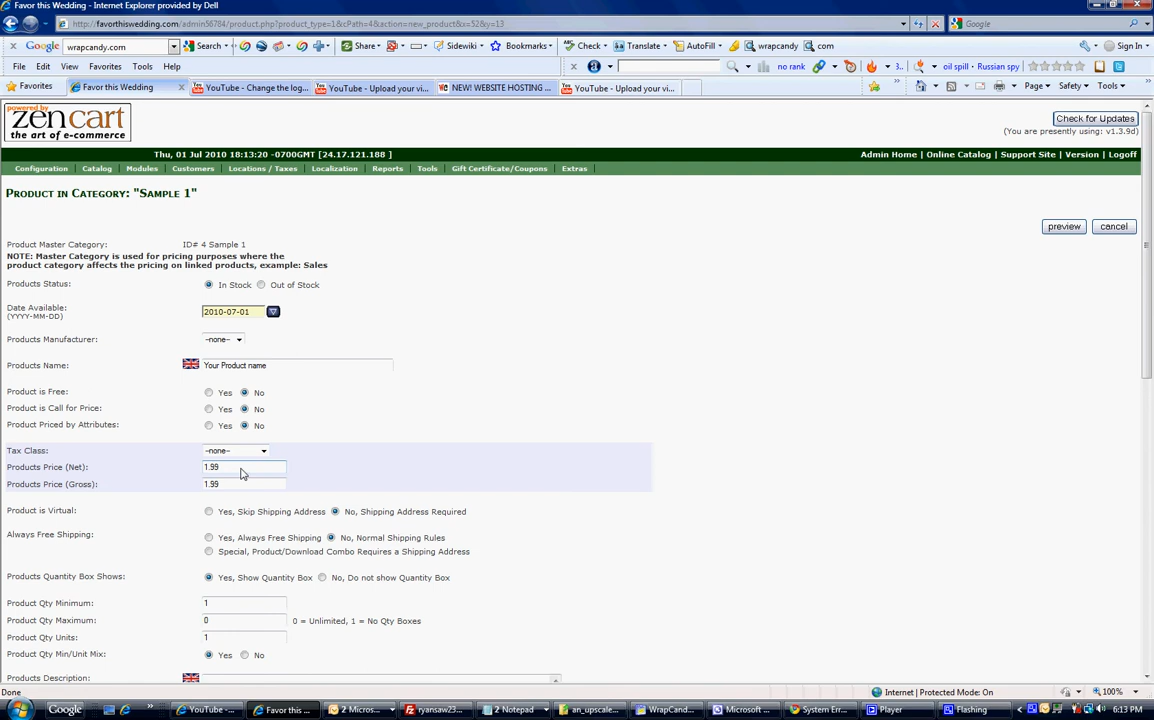 Favor this Wedding - Internet Explorer provided by Dell
http://favorthiswedding.com/admin56784/product.php?product_type=1&cPath=4&action=new_product&x=52&y=13
Google
Google wrapcandy.com Search Share Sidewiki Bookmarks Check Translate AutoFill wrapcandy com Sign In
File Edit View Favorites Tools Help
no rank 3.. oil spill · Russian spy
Favorites Favor this Wedding YouTube - Change the log... YouTube - Upload your vi... NEW! WEBSITE HOSTING ... YouTube - Upload your vi... Page Safety Tools
powered by
zen cart
the art of e-commerce
Check for Updates
(You are presently using: v1.3.9d)
Thu, 01 Jul 2010 18:13:20 -0700GMT [24.17.121.188] Admin Home | Online Catalog | Support Site | Version | Logoff
Configuration Catalog Modules Customers Locations / Taxes Localization Reports Tools Gift Certificate/Coupons Extras
Product in Category: "Sample 1"
preview cancel
Product Master Category: ID# 4 Sample 1
NOTE: Master Category is used for pricing purposes where the
product category affects the pricing on linked products, example: Sales
Products Status: In Stock Out of Stock
Date Available: 2010-07-01
(YYYY-MM-DD)
Products Manufacturer: --none--
Products Name: Your Product name
Product is Free: Yes No
Product is Call for Price: Yes No
Product Priced by Attributes: Yes No
Tax Class: --none--
Products Price (Net): 1.99
Products Price (Gross): 1.99
Product is Virtual: Yes, Skip Shipping Address No, Shipping Address Required
Always Free Shipping: Yes, Always Free Shipping No, Normal Shipping Rules
Special, Product/Download Combo Requires a Shipping Address
Products Quantity Box Shows: Yes, Show Quantity Box No, Do not show Quantity Box
Product Qty Minimum: 1
Product Qty Maximum: 0 0 = Unlimited, 1 = No Qty Boxes
Product Qty Units: 1
Product Qty Min/Unit Mix: Yes No
Products Description:
Done Internet | Protected Mode: On 100%
Google YouTube -... Favor this ... 2 Micros... ryansaw23... 2 Notepad an_upscale... WrapCand... Microsoft ... System Err... Player Flashing 6:13 PM